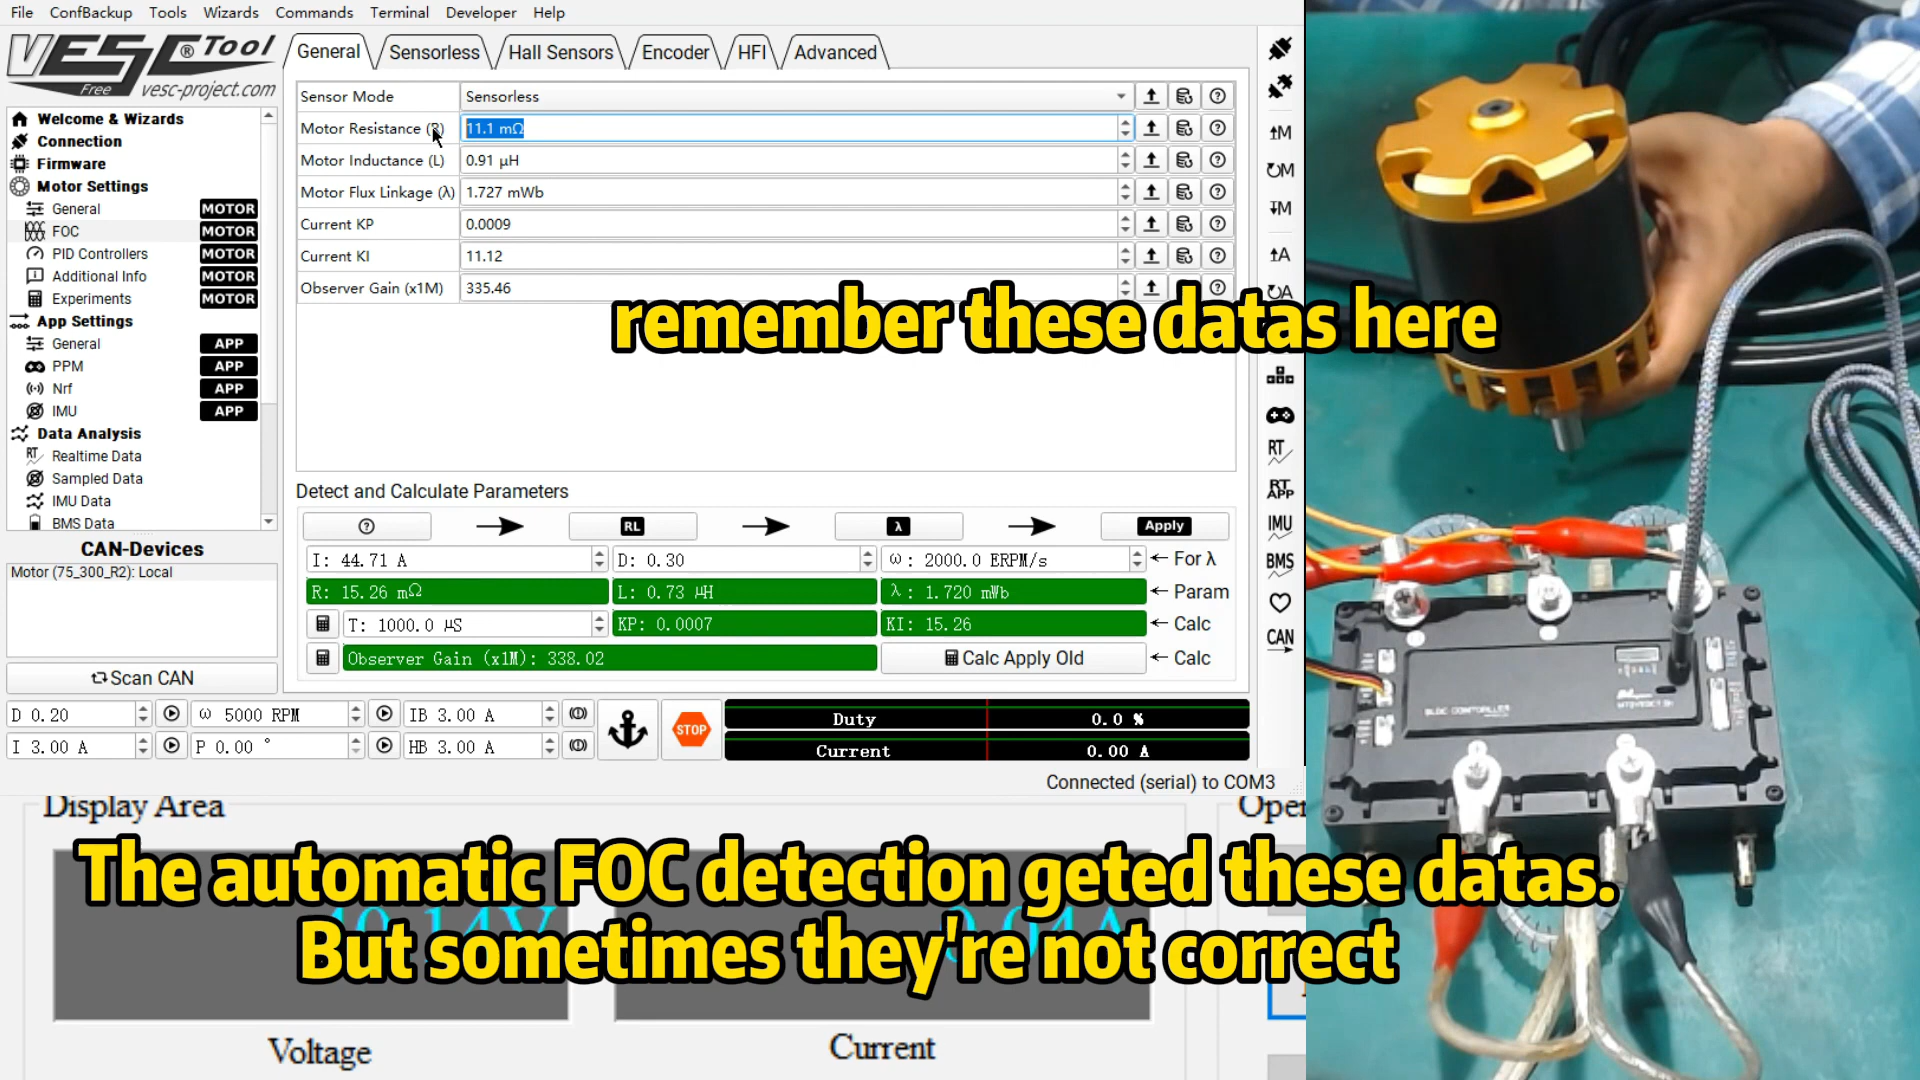 File ConfBackup Tools Wizards Commands Terminal Developer Help
VESC® Tool
Free vesc-project.com
General Sensorless Hall Sensors Encoder HFI Advanced
Sensor Mode Sensorless
Motor Resistance (R) 11.1 mΩ
Motor Inductance (L) 0.91 µH
Motor Flux Linkage (λ) 1.727 mWb
Current KP 0.0009
Current KI 11.12
Observer Gain (x1M) 335.46
Welcome & Wizards
Connection
Firmware
Motor Settings
General MOTOR
FOC MOTOR
PID Controllers MOTOR
Additional Info MOTOR
Experiments MOTOR
App Settings
General APP
PPM APP
Nrf APP
IMU APP
Data Analysis
RT Realtime Data
Sampled Data
IMU Data
BMS Data
CAN-Devices
Motor (75_300_R2): Local
Scan CAN
remember these datas here
Detect and Calculate Parameters
RL λ Apply
I: 44.71 A D: 0.30 ω: 2000.0 ERPM/s ← For λ
R: 15.26 mΩ L: 0.73 µH λ: 1.720 mWb ← Param
T: 1000.0 µS KP: 0.0007 KI: 15.26 ← Calc
Observer Gain (x1M): 338.02 Calc Apply Old ← Calc
D 0.20 ω 5000 RPM IB 3.00 A
I 3.00 A P 0.00 ° HB 3.00 A
STOP
Duty 0.0 %
Current 0.00 A
Connected (serial) to COM3
M
M
M
A
A
RT
RT
APP
IMU
BMS
CAN
BLDC CONTROLLER
Display Area
Oper
The automatic FOC detection geted these datas.
But sometimes they're not correct
Voltage
Current